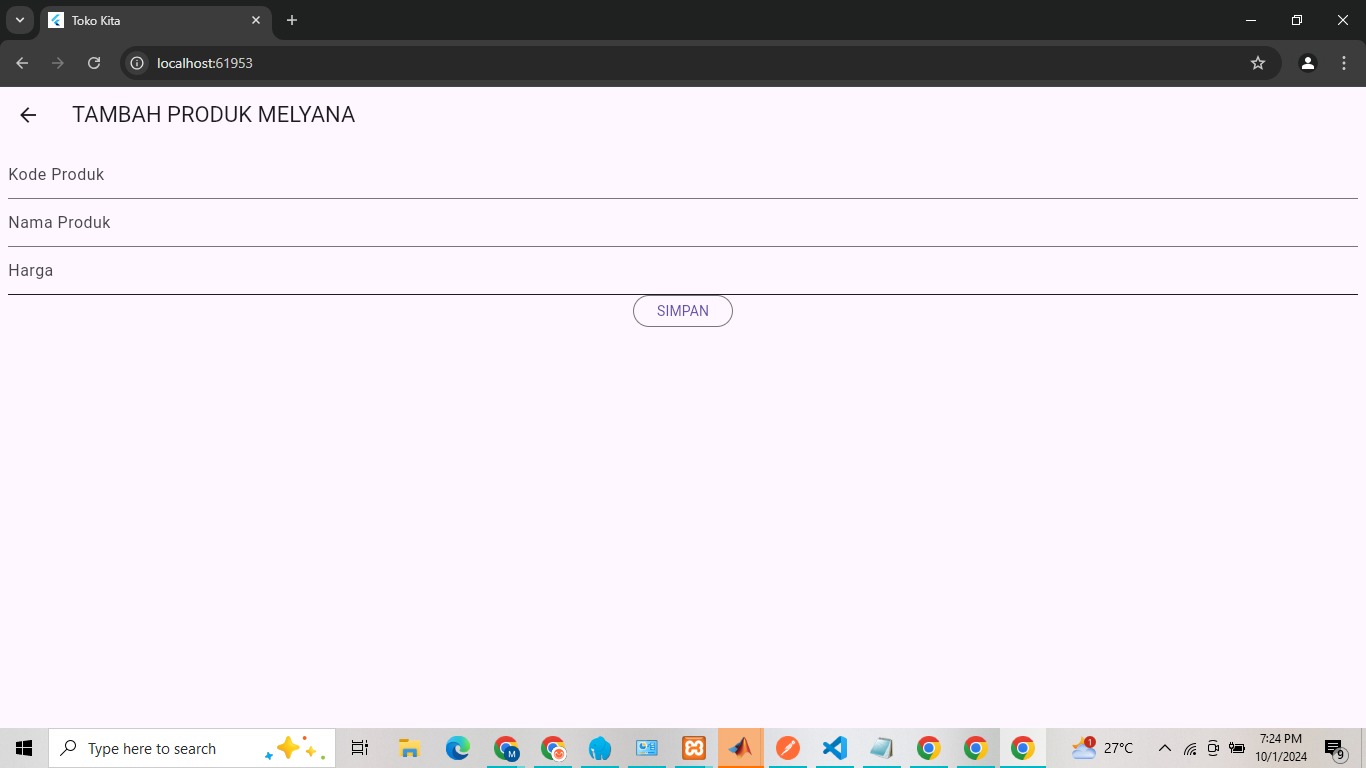 Toko Kita
localhost:61953
TAMBAH PRODUK MELYANA
Kode Produk
Nama Produk
Harga
SIMPAN
Type here to search
M
1
27°C
7:24 PM
10/1/2024
9